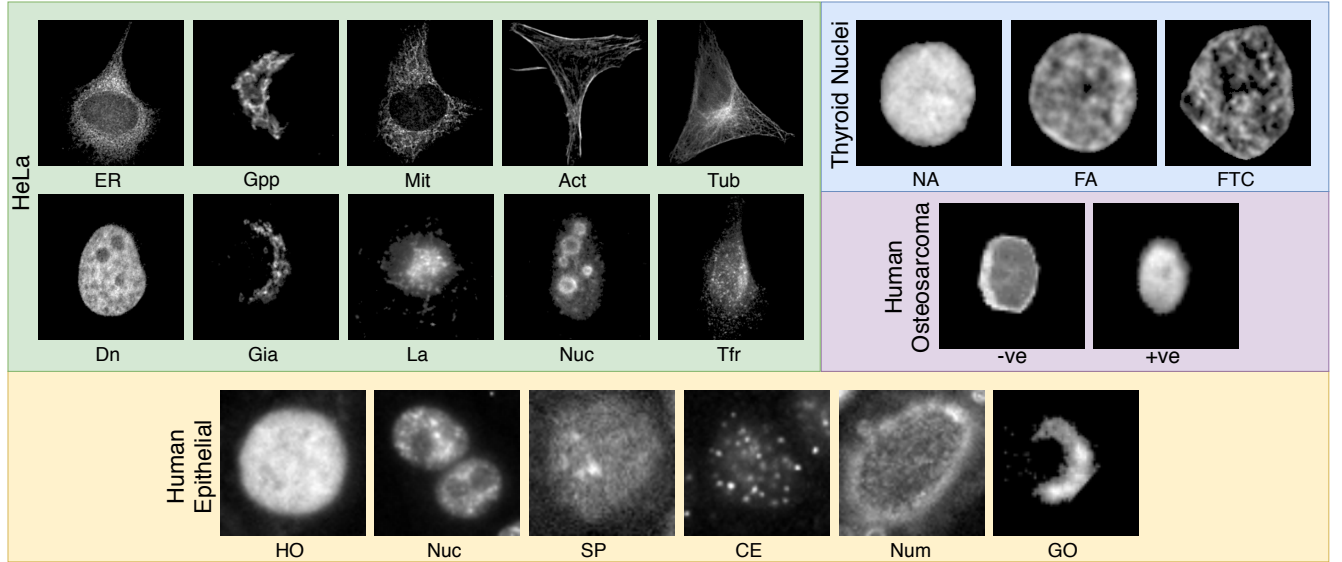 HeLa
ER Gpp Mit Act Tub
Dn Gia La Nuc Tfr
Thyroid Nuclei
NA FA FTC
Human
Osteosarcoma
-ve +ve
Human
Epithelial
HO Nuc SP CE Num GO